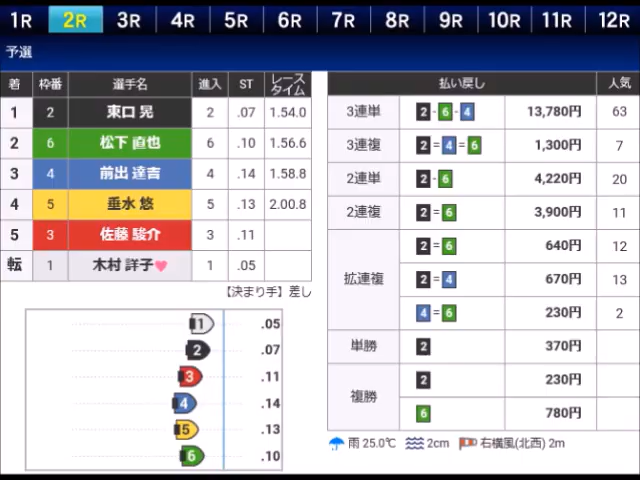 1R 2R 3R 4R 5R 6R 7R 8R 9R 10R 11R 12R
予選
着 枠番 選手名 進入 ST レースタイム
1 2 東口 晃 2 .07 1.54.0
2 6 松下 直也 6 .10 1.56.6
3 4 前出 達吉 4 .14 1.58.8
4 5 垂水 悠 5 .13 2.00.8
5 3 佐藤 駿介 3 .11
転 1 木村 詳子♥ 1 .05
【決まり手】差し
1 .05
2 .07
3 .11
4 .14
5 .13
6 .10
払い戻し 人気
3連単 2-6-4 13,780円 63
3連複 2=4=6 1,300円 7
2連単 2-6 4,220円 20
2連複 2=6 3,900円 11
拡連複 2=6 640円 12
2=4 670円 13
4=6 230円 2
単勝 2 370円
複勝 2 230円
6 780円
雨 25.0℃ 2cm 右横風(北西) 2m